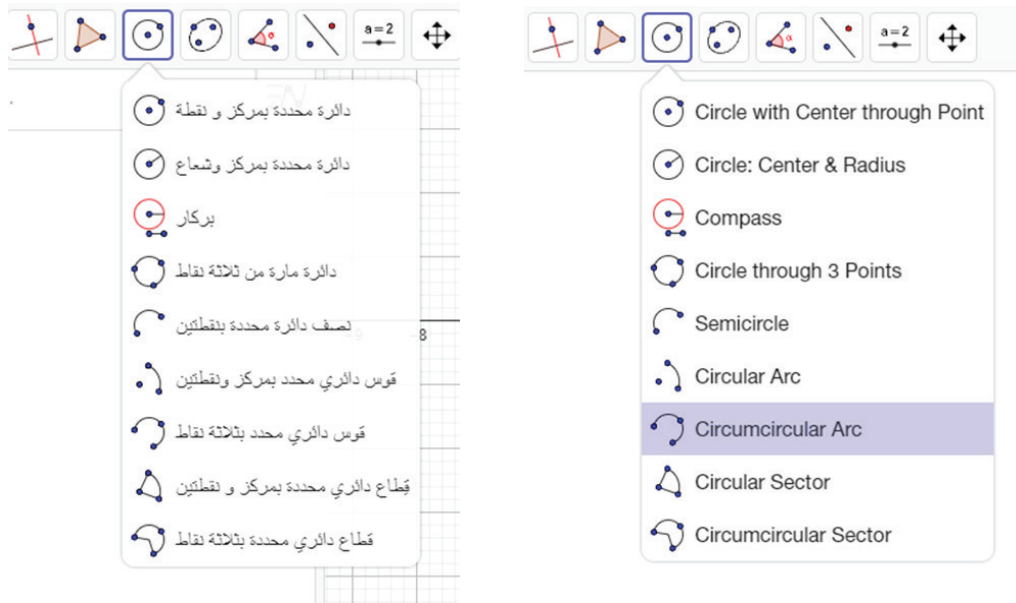 α
a=2
دائرة محددة بمركز و نقطة
دائرة محددة بمركز وشعاع
بركار
دائرة مارة من ثلاثة نقاط
نصف دائرة محددة بنقطتين
قوس دائري محدد بمركز ونقطتين
قوس دائري محدد بثلاثة نقاط
قِطاع دائري محددة بمركز و نقطتين
قطاع دائري محددة بثلاثة نقاط
-9
-8
α
a=2
Circle with Center through Point
Circle: Center & Radius
Compass
Circle through 3 Points
Semicircle
Circular Arc
Circumcircular Arc
Circular Sector
Circumcircular Sector